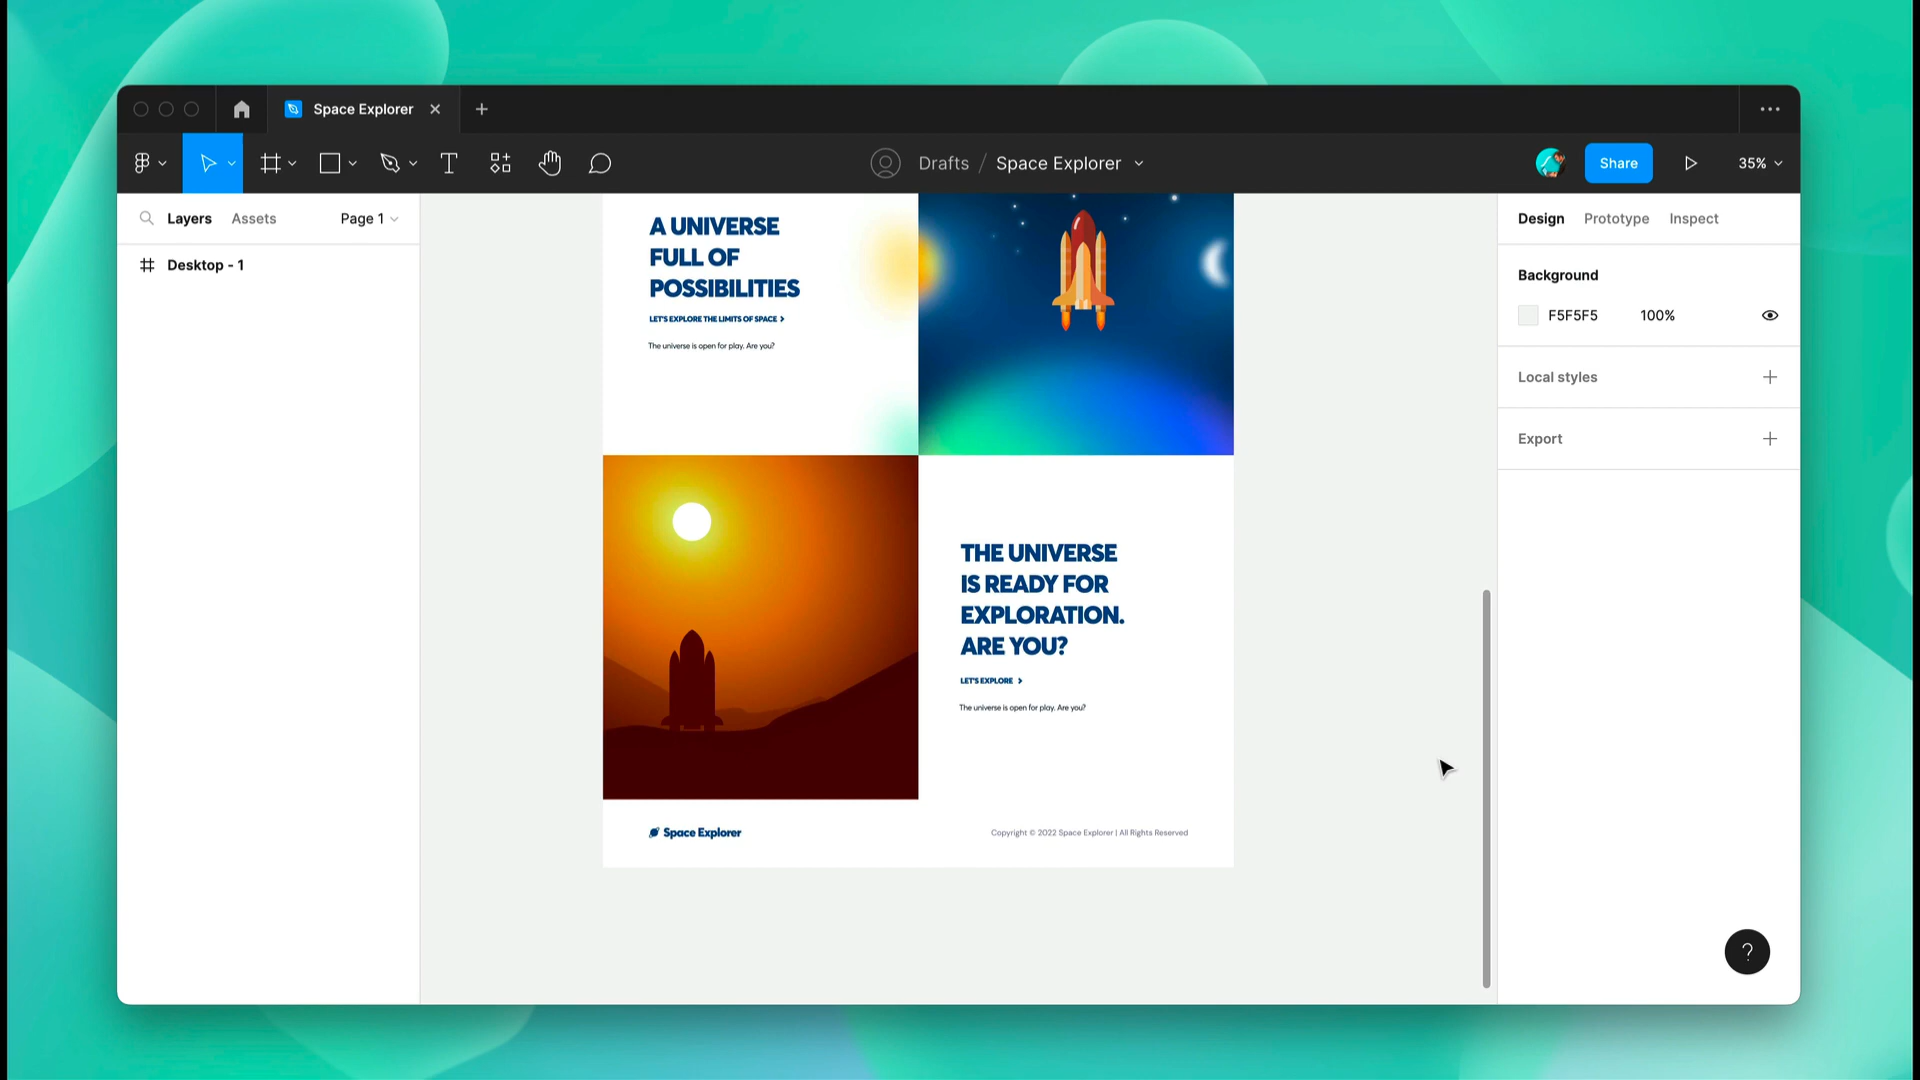 Space Explorer
Drafts / Space Explorer
Share
35%
Layers
Assets
Page 1
Desktop - 1
A UNIVERSE
FULL OF
POSSIBILITIES
LET'S EXPLORE THE LIMITS OF SPACE >
The universe is open for play. Are you?
THE UNIVERSE
IS READY FOR
EXPLORATION.
ARE YOU?
LET'S EXPLORE >
The universe is open for play. Are you?
Space Explorer
Copyright © 2022 Space Explorer | All Rights Reserved
Design
Prototype
Inspect
Background
F5F5F5
100%
Local styles
Export
?